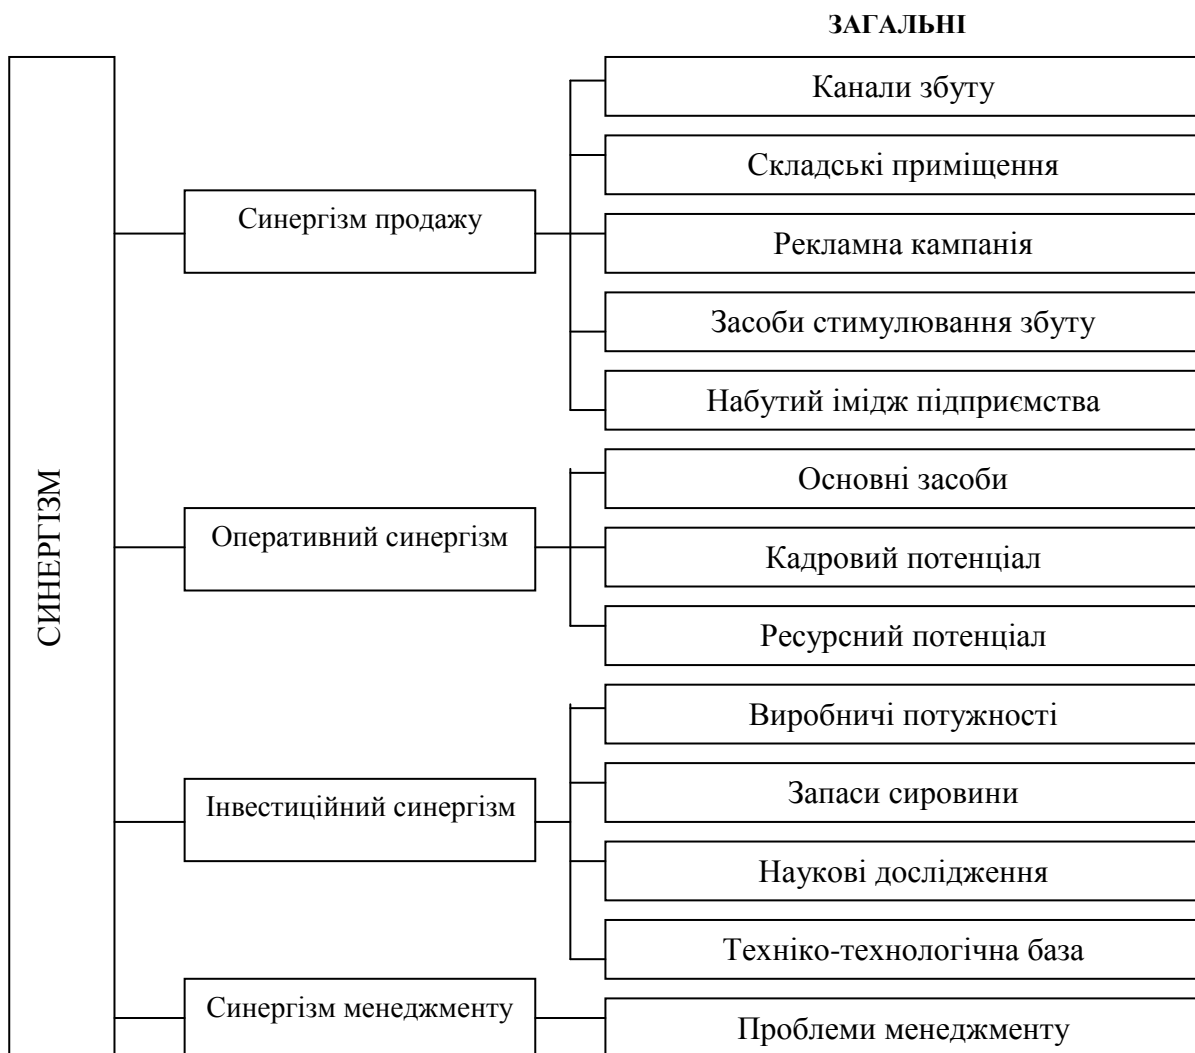 ЗАГАЛЬНІ
СИНЕРГІЗМ
Синергізм продажу
Канали збуту
Складські приміщення
Рекламна кампанія
Засоби стимулювання збуту
Набутий імідж підприємства
Оперативний синергізм
Основні засоби
Кадровий потенціал
Ресурсний потенціал
Інвестиційний синергізм
Виробничі потужності
Запаси сировини
Наукові дослідження
Техніко-технологічна база
Синергізм менеджменту
Проблеми менеджменту